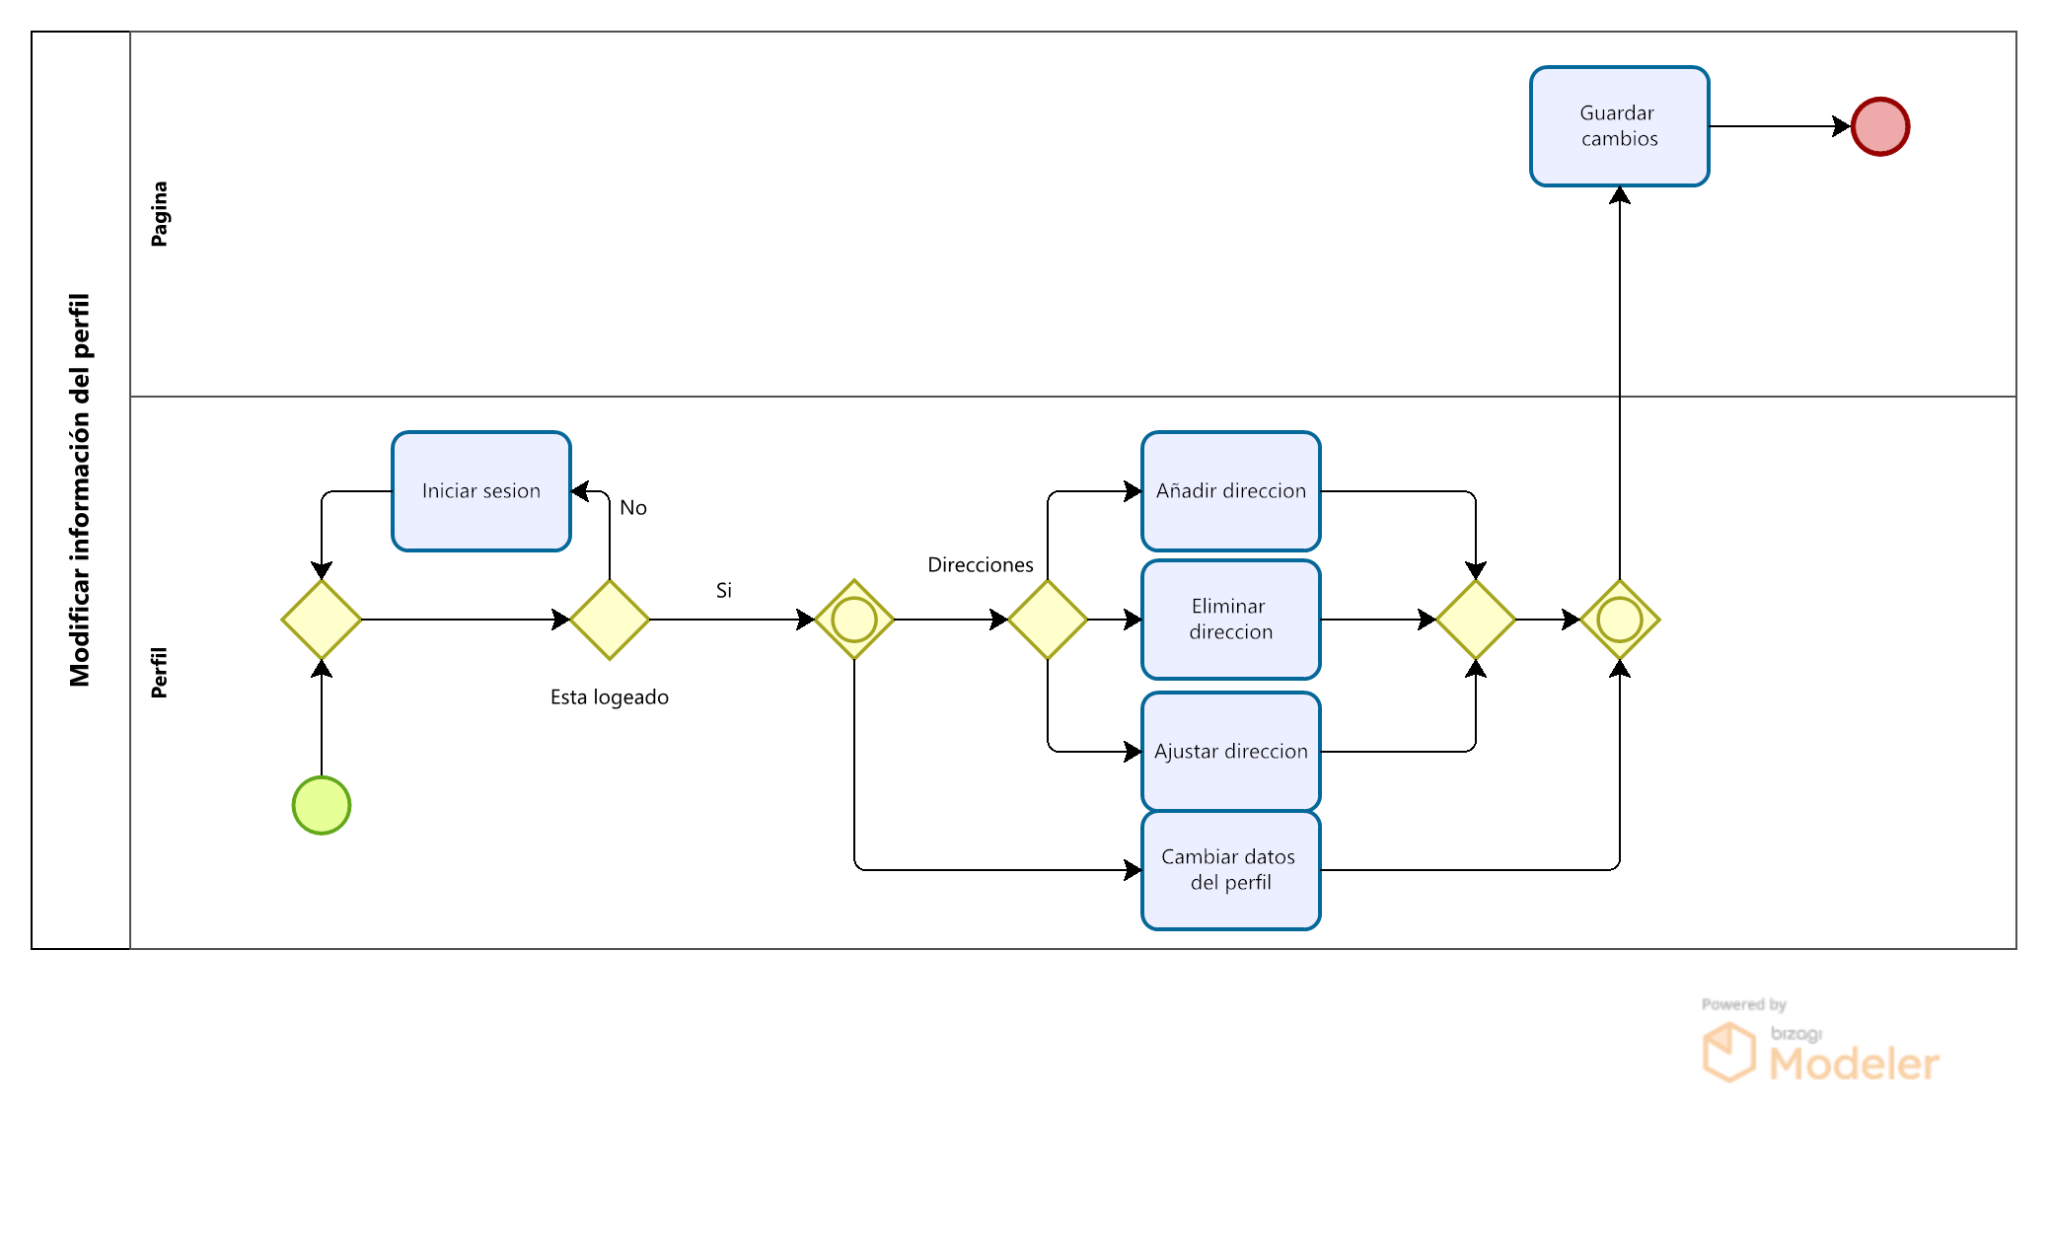 Modificar información del perfil
Pagina
Guardar
cambios
Perfil
Iniciar sesion
No
Si
Esta logeado
Direcciones
Añadir direccion
Eliminar
direccion
Ajustar direccion
Cambiar datos
del perfil
Powered by
bizagi
Modeler